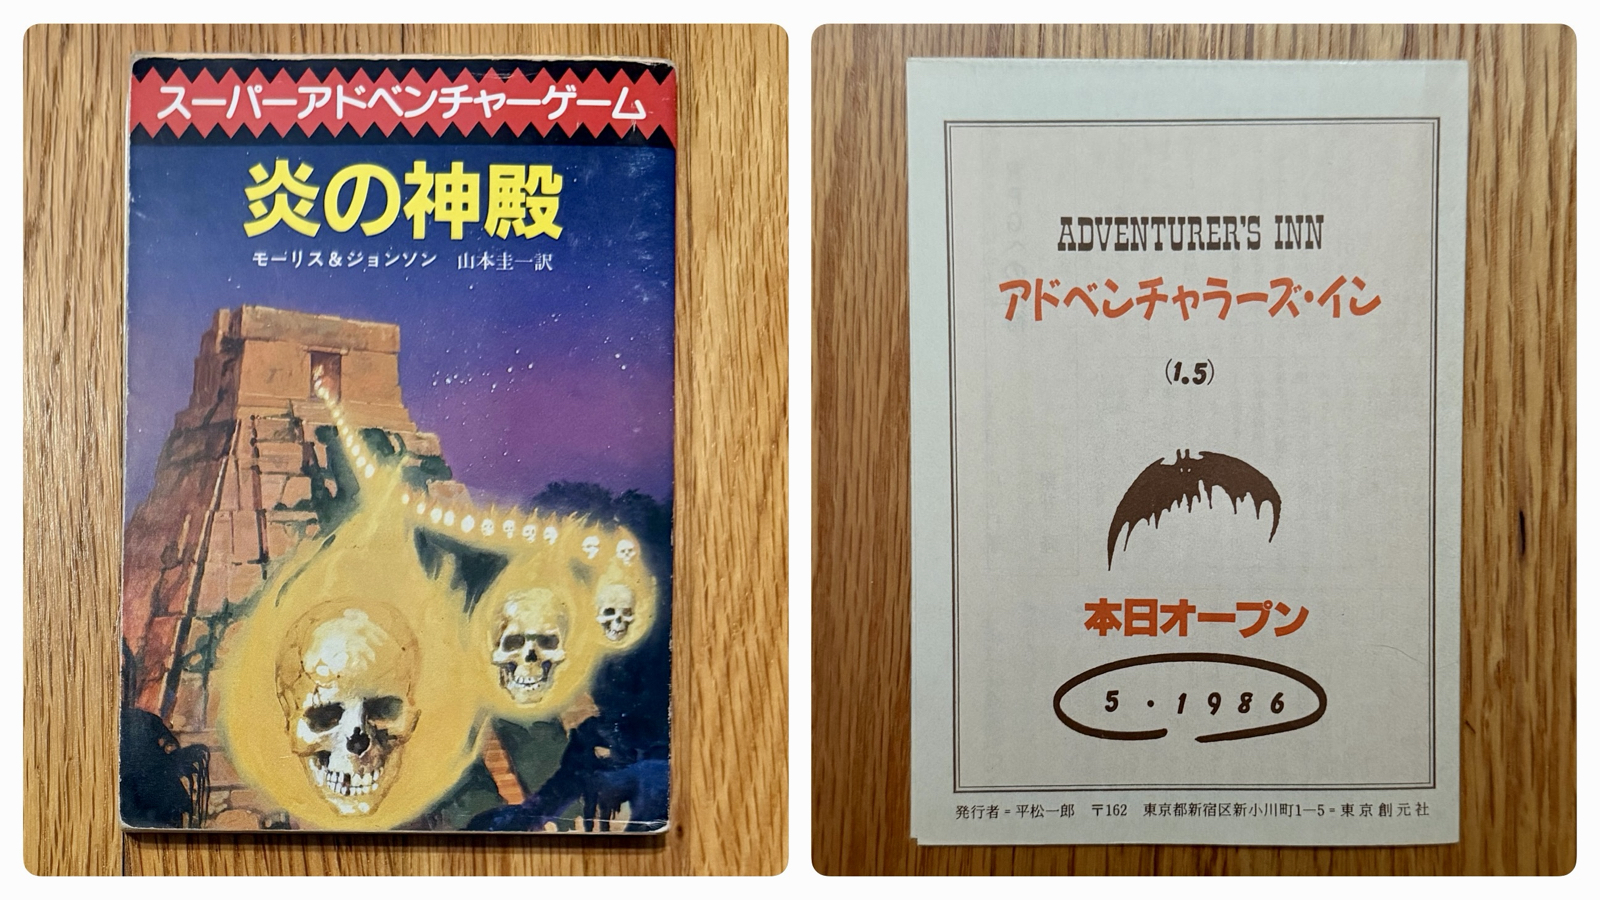 スーパーアドベンチャーゲーム
炎の神殿
モーリス&ジョンソン 山本圭一訳
ADVENTURER'S INN
アドベンチャラーズ・イン
(1.5)
本日オープン
5・1986
発行者=平松一郎 〒162 東京都新宿区新小川町1―5=東京創元社